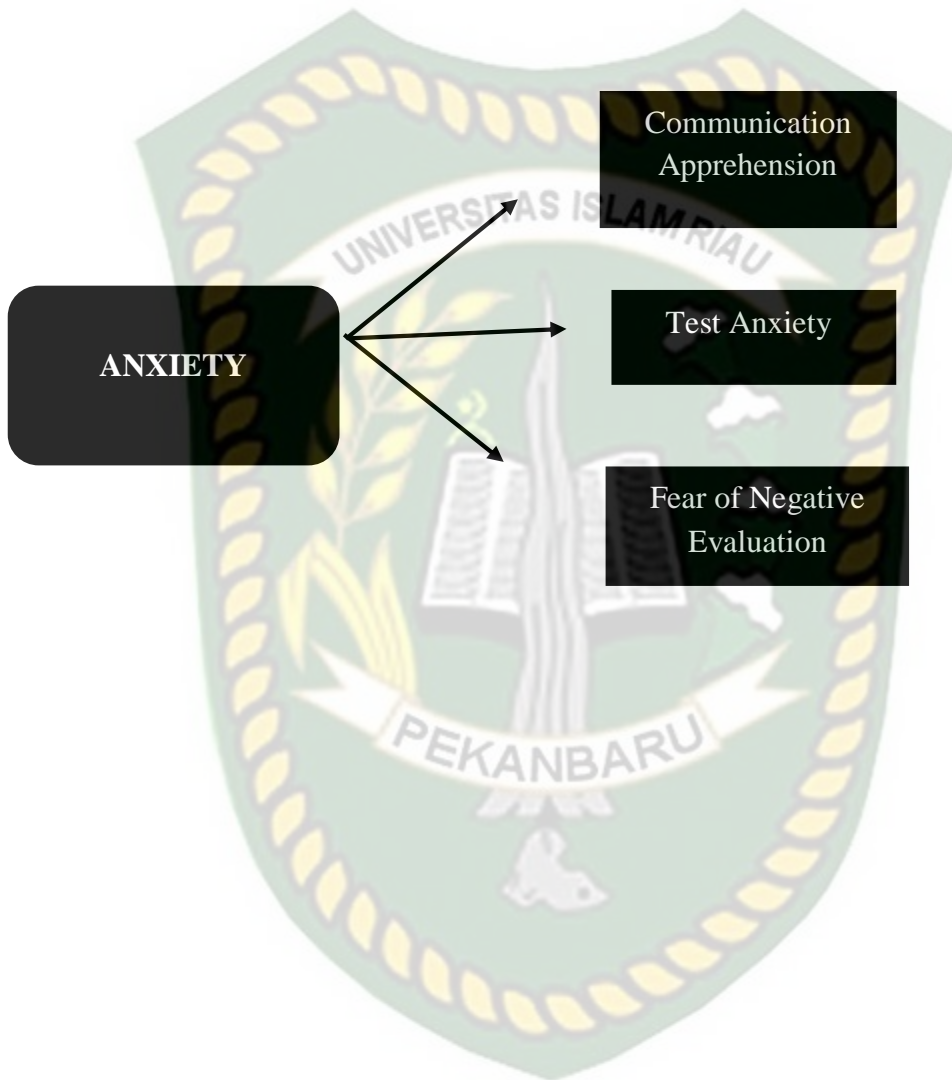 Communication
Apprehension
UNIVERSITAS ISLAM RIAU
Test Anxiety
ANXIETY
Fear of Negative
Evaluation
PEKANBARU